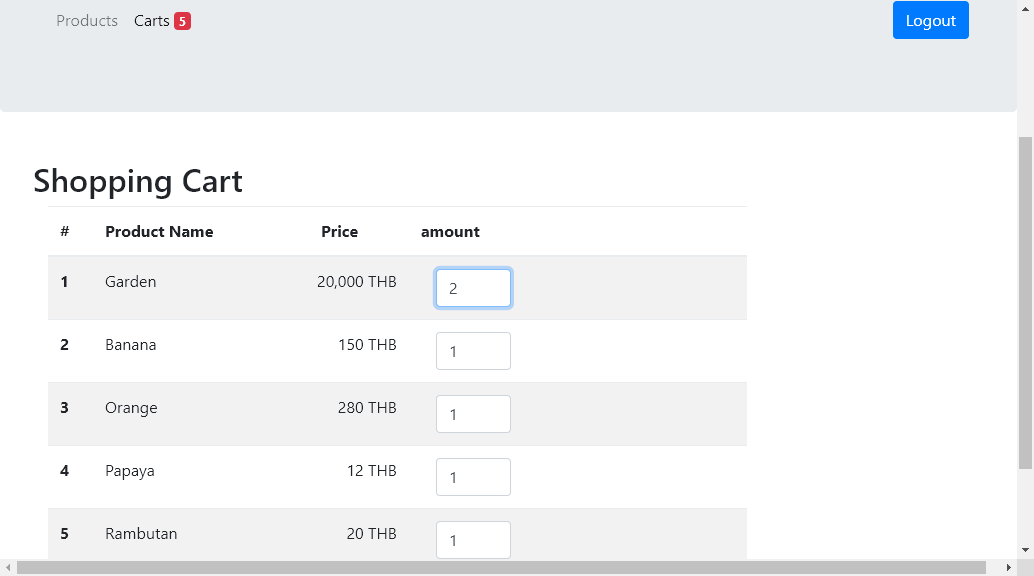 Products Carts 5 Logout
Shopping Cart
# Product Name Price amount
1 Garden 20,000 THB 2
2 Banana 150 THB 1
3 Orange 280 THB 1
4 Papaya 12 THB 1
5 Rambutan 20 THB 1